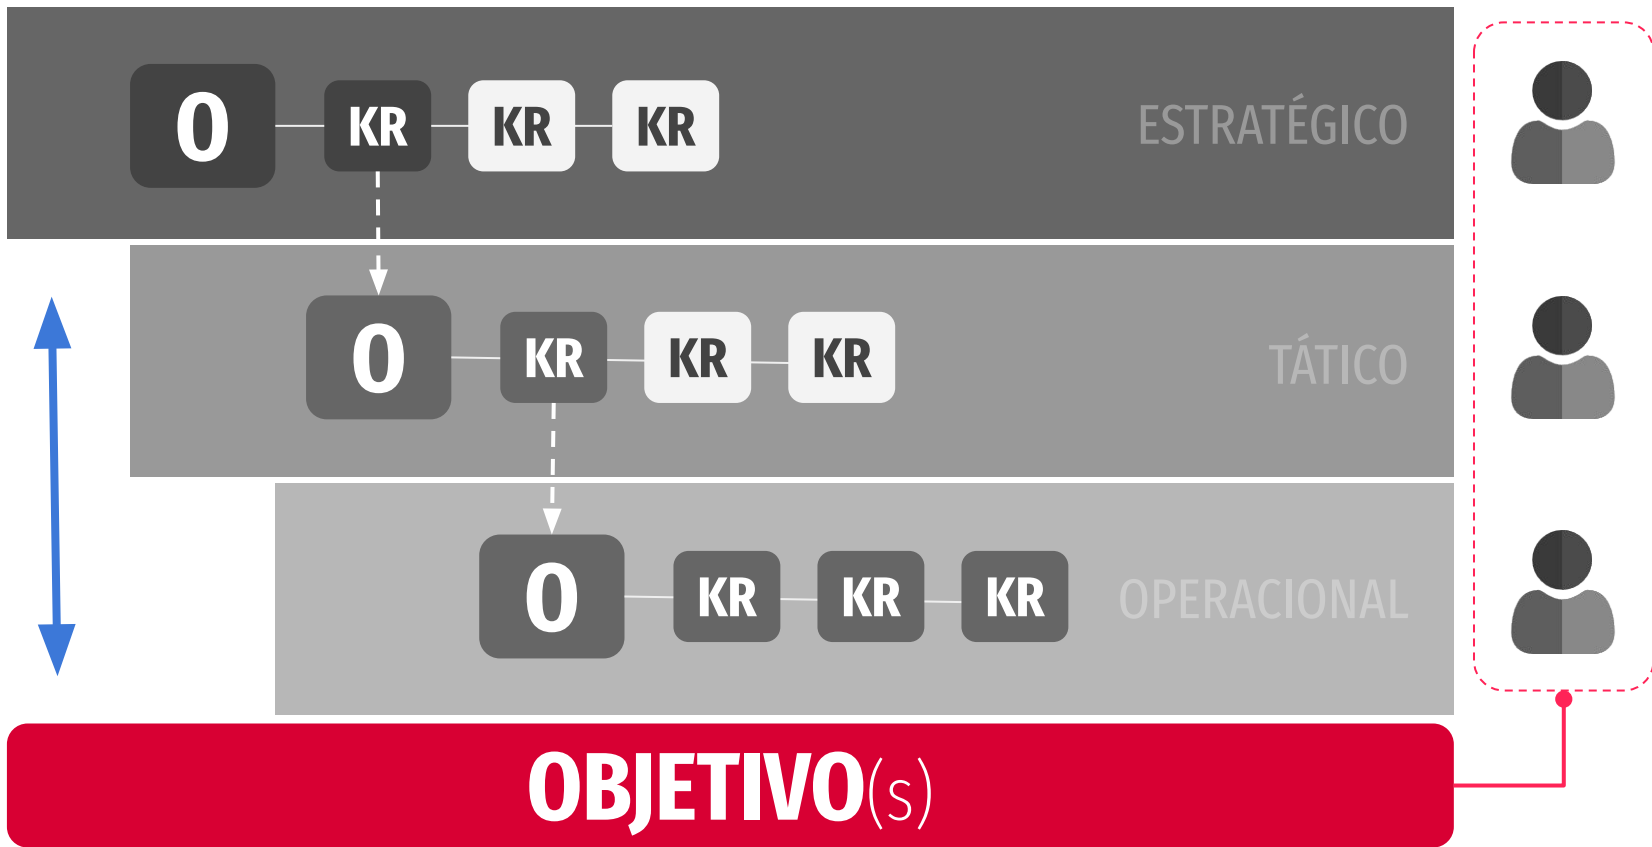 O KR KR KR ESTRATÉGICO
O KR KR KR TÁTICO
O KR KR KR OPERACIONAL
OBJETIVO(s)